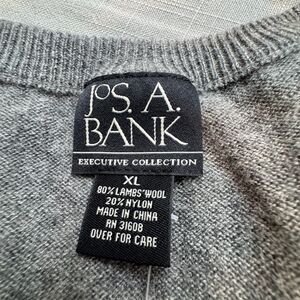 JOS. A.
BANK
EXECUTIVE COLLECTION
XL
80% LAMBS' WOOL
20% NYLON
MADE IN CHINA
RN 31608
OVER FOR CARE